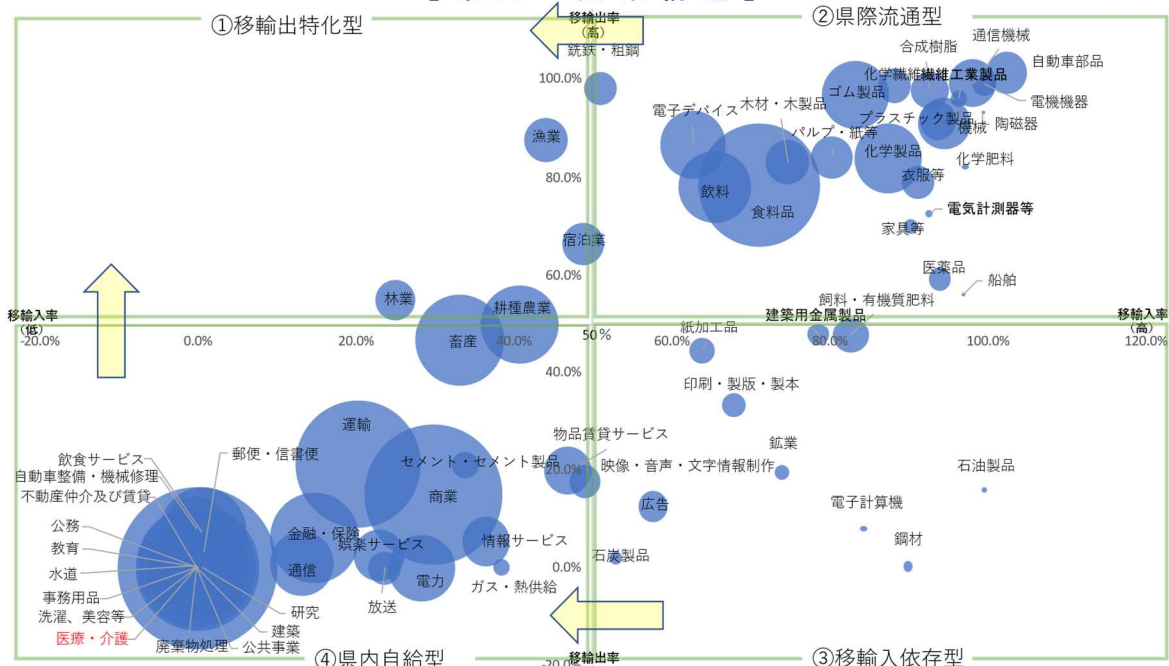 ①移輸出特化型
移輸出率
(高)
②県際流通型
銑鉄・粗鋼
100.0%
合成樹脂
通信機械
自動車部品
化学繊維
繊維工業製品
ゴム製品
電機機器
電子デバイス
木材・木製品
漁業
パルプ・紙等
プラスチック製品
機械
陶磁器
化学製品
化学肥料
80.0%
飲料
食料品
衣服等
電気計測器等
家具等
宿泊業
60.0%
医薬品
船舶
林業
耕種農業
飼料・有機質肥料
建築用金属製品
移輸入率
(低)
移輸入率
(高)
紙加工品
畜産
-20.0%
0.0%
20.0%
40.0%
50%
60.0%
80.0%
100.0%
120.0%
40.0%
印刷・製版・製本
運輸
物品賃貸サービス
鉱業
郵便・信書便
飲食サービス
自動車整備・機械修理
セメント・セメント製品
20.0%
映像・音声・文字情報制作
石油製品
不動産仲介及び賃貸
商業
広告
電子計算機
公務
金融・保険
娯楽サービス
情報サービス
鋼材
教育
石炭製品
水道
通信
電力
0.0%
ガス・熱供給
事務用品
放送
研究
洗濯、美容等
医療・介護
建築
廃棄物処理
公共事業
④県内自給型
移輸出率
③移輸入依存型
-20.0%